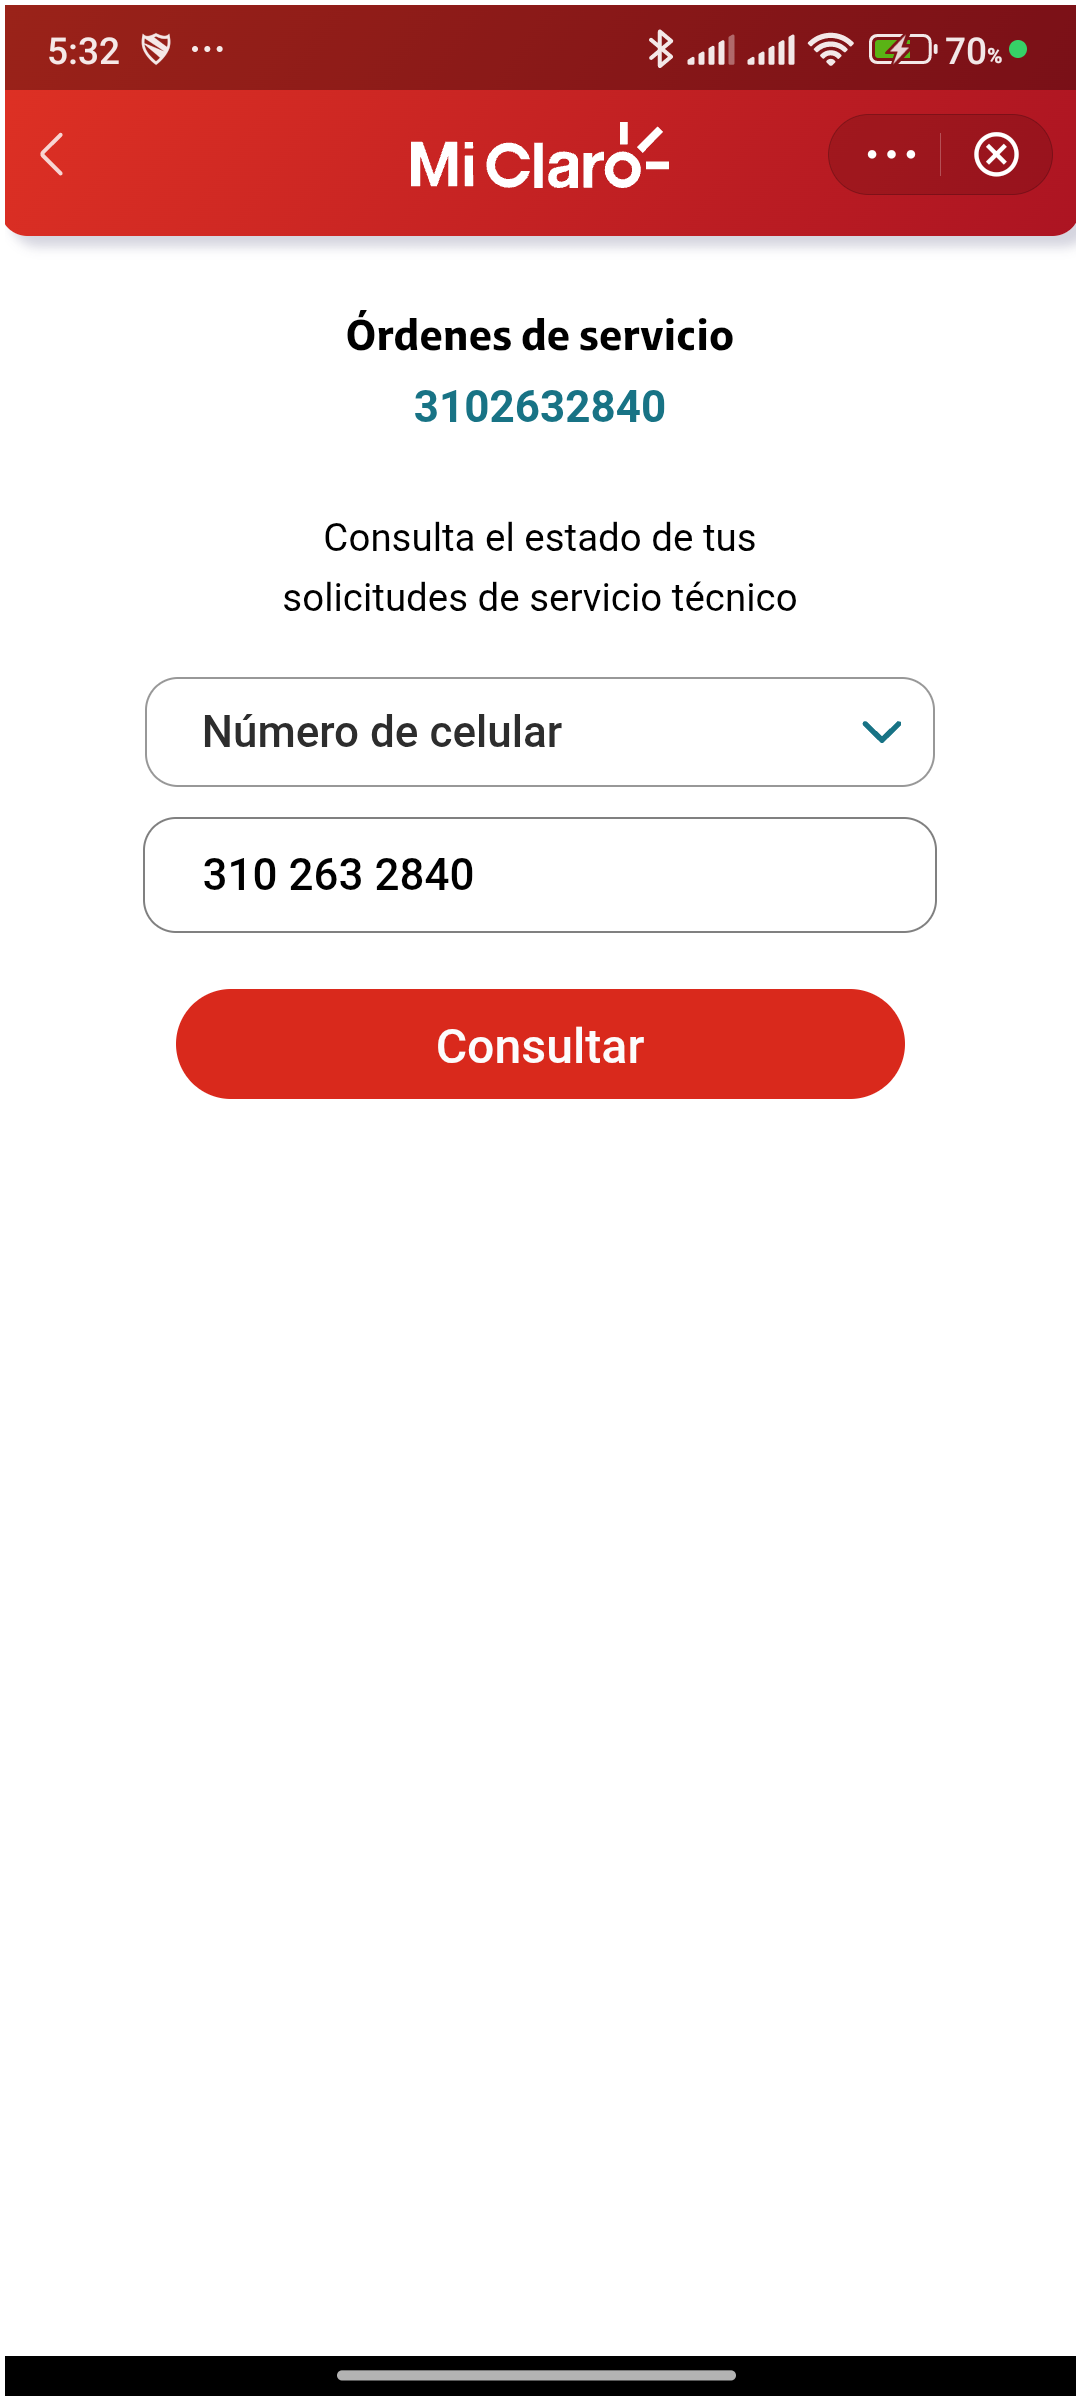 5:32
70%
Mi Claro
Órdenes de servicio
3102632840
Consulta el estado de tus
solicitudes de servicio técnico
Número de celular
310 263 2840
Consultar